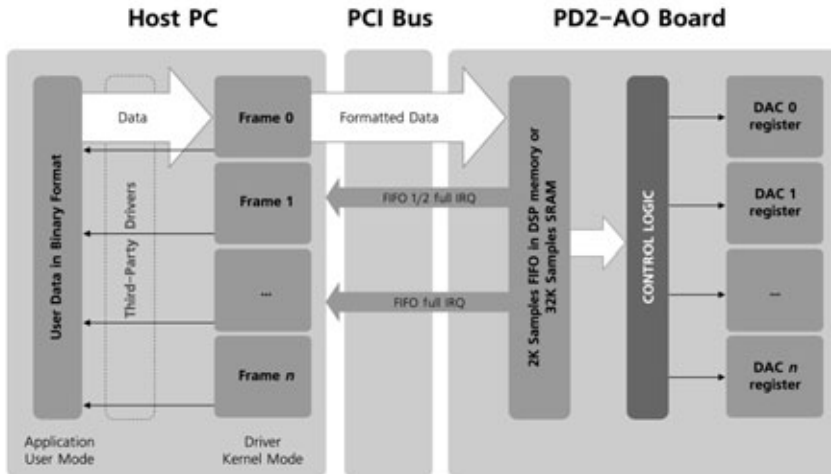 Host PC
PCI Bus
PD2-AO Board
User Data in Binary Format
Third-Party Drivers
Data
Frame 0
Frame 1
...
Frame n
Formatted Data
FIFO 1/2 full IRQ
FIFO full IRQ
2K Samples FIFO in DSP memory or
32K Samples SRAM
CONTROL LOGIC
DAC 0
register
DAC 1
register
...
DAC n
register
Application
User Mode
Driver
Kernel Mode